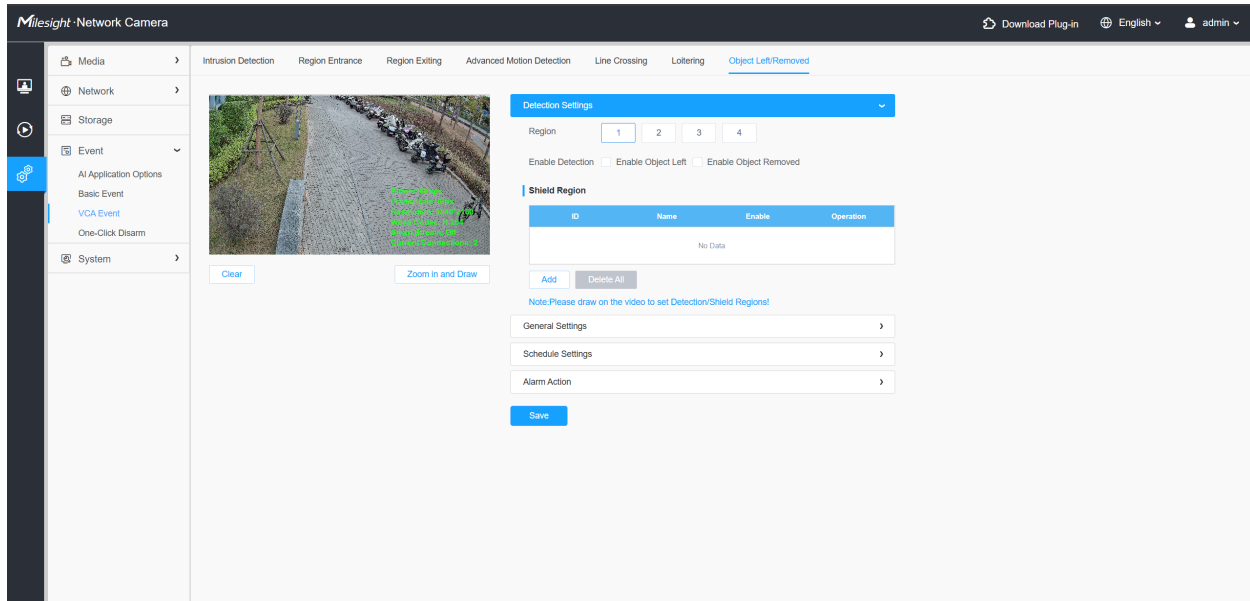 Milesight·Network Camera
Download Plug-in
English
admin
Media
Network
Storage
Event
AI Application Options
Basic Event
VCA Event
One-Click Disarm
System
Intrusion Detection
Region Entrance
Region Exiting
Advanced Motion Detection
Line Crossing
Loitering
Object Left/Removed
Clear
Zoom in and Draw
Detection Settings
Region
1
2
3
4
Enable Detection
Enable Object Left
Enable Object Removed
Shield Region
ID
Name
Enable
Operation
No Data
Add
Delete All
Note:Please draw on the video to set Detection/Shield Regions!
General Settings
Schedule Settings
Alarm Action
Save